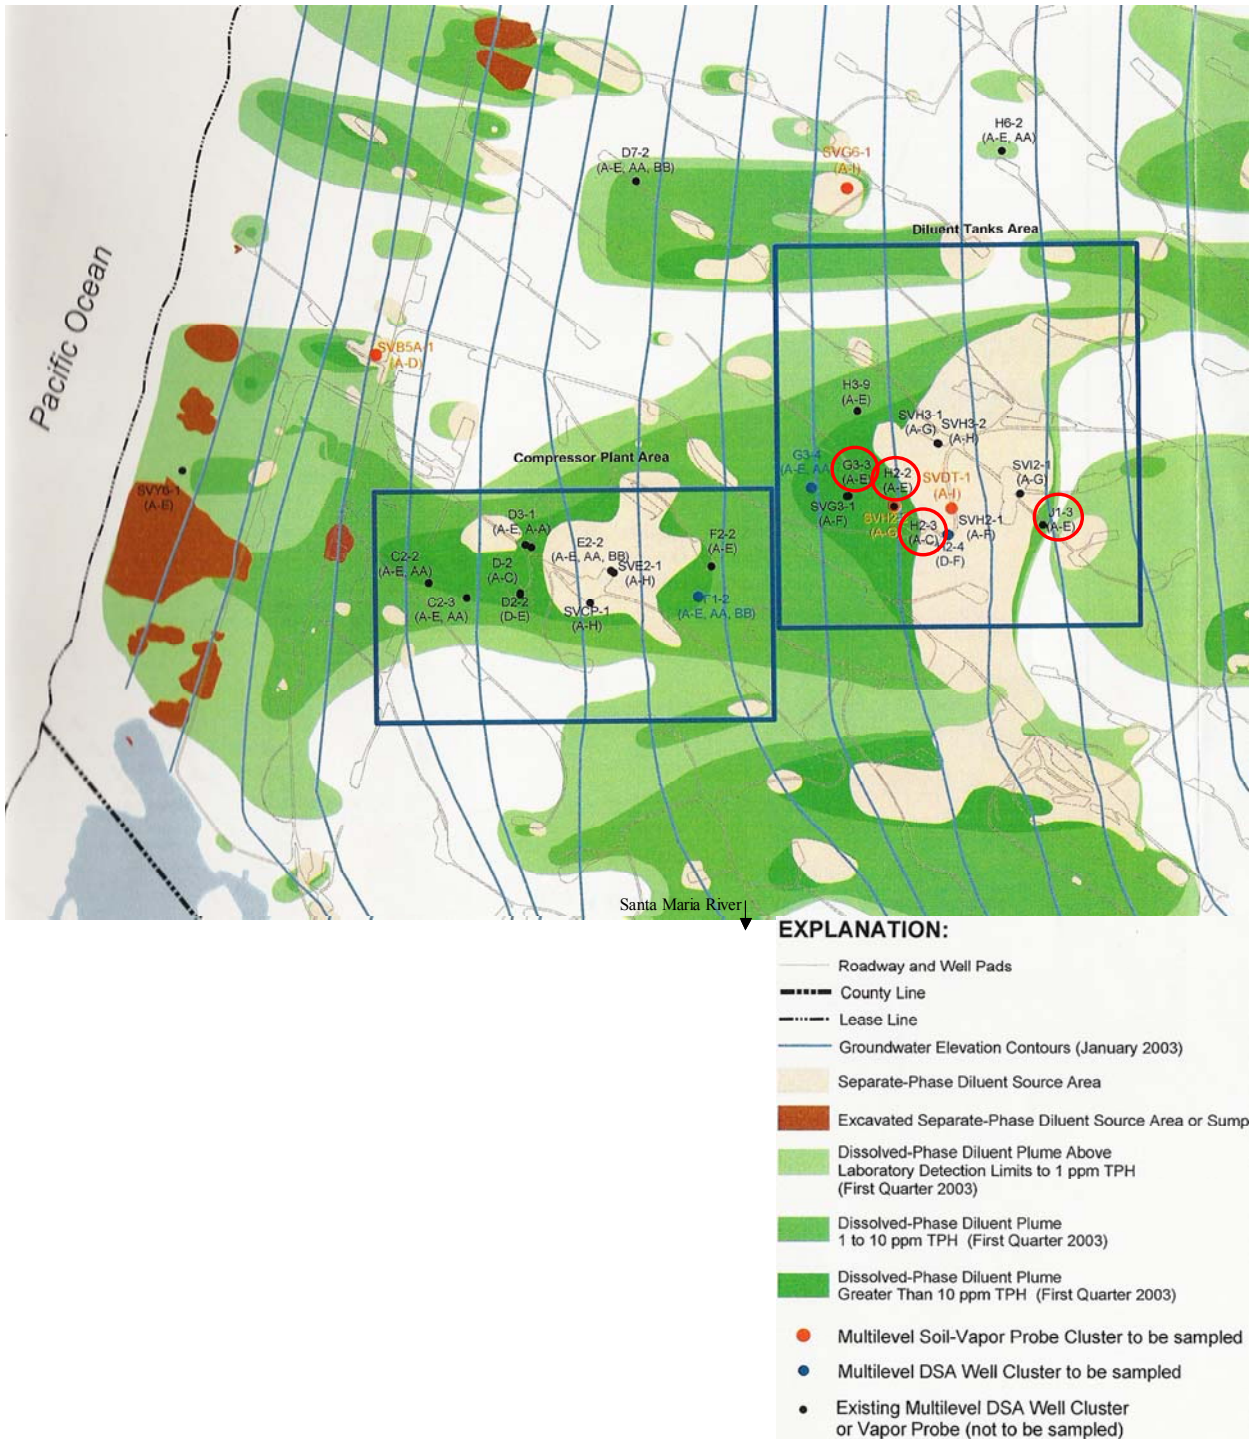 H6-2
(A-E, AA)
D7-2
(A-E, AA, BB)
SVG6-1
(A-I)
Diluent Tanks Area
Pacific Ocean
SVB5A-1
(A-D)
H3-9
(A-E)
SVH3-1
(A-G)
SVH3-2
(A-H)
Compressor Plant Area
G3-4
(A-E, AA
G3-3
(A-E)
H2-2
(A-E)
SVDT-1
(A-I)
SVI2-1
(A-G)
SVY6-1
(A-E)
SVG3-1
(A-F)
SVH2-
(A-G)
H2-3
(A-C)
SVH2-1
(A-F)
J1-3
(A-E)
2-4
(D-F)
D3-1
(A-E, A-A)
E2-2
(A-E, AA, BB)
F2-2
(A-E)
C2-2
(A-E, AA)
D-2
(A-C)
SVE2-1
(A-H)
C2-3
(A-E, AA)
D2-2
(D-E)
SVCP-1
(A-H)
1-2
(A-E, AA, BB)
Santa Maria River
EXPLANATION:
Roadway and Well Pads
County Line
Lease Line
Groundwater Elevation Contours (January 2003)
Separate-Phase Diluent Source Area
Excavated Separate-Phase Diluent Source Area or Sump
Dissolved-Phase Diluent Plume Above
Laboratory Detection Limits to 1 ppm TPH
(First Quarter 2003)
Dissolved-Phase Diluent Plume
1 to 10 ppm TPH (First Quarter 2003)
Dissolved-Phase Diluent Plume
Greater Than 10 ppm TPH (First Quarter 2003)
Multilevel Soil-Vapor Probe Cluster to be sampled
Multilevel DSA Well Cluster to be sampled
Existing Multilevel DSA Well Cluster
or Vapor Probe (not to be sampled)